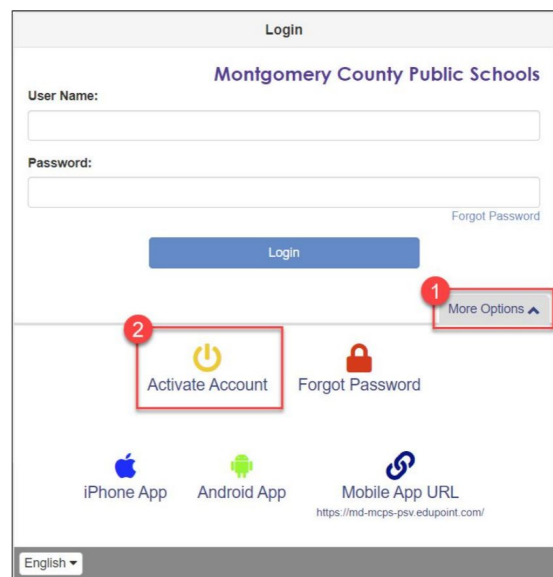 Login
Montgomery County Public Schools
User Name:
Password:
Forgot Password
Login
1
More Options
2
Activate Account
Forgot Password
iPhone App
Android App
Mobile App URL
https://md-mcps-psv.edupoint.com/
English